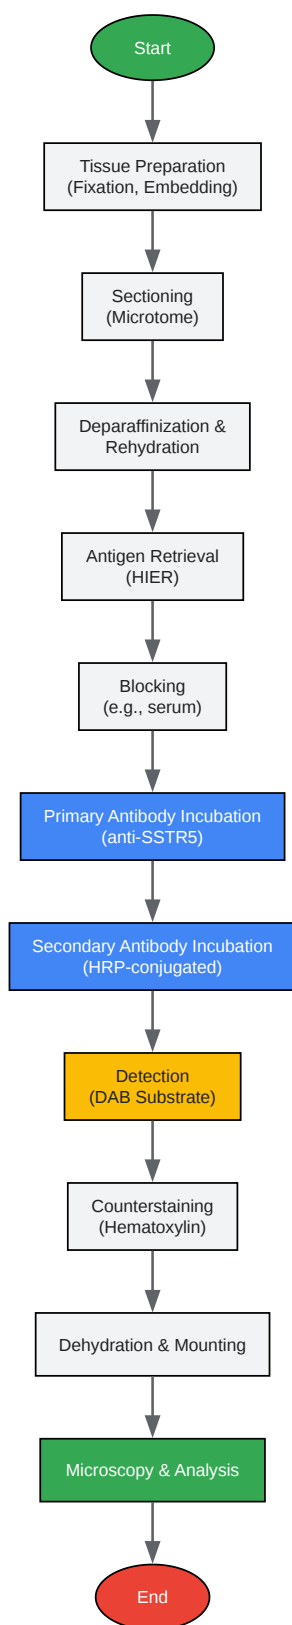 Start
Tissue Preparation
(Fixation, Embedding)
Sectioning
(Microtome)
Deparaffinization &
Rehydration
Antigen Retrieval
(HIER)
Blocking
(e.g., serum)
Primary Antibody Incubation
(anti-SSTR5)
Secondary Antibody Incubation
(HRP-conjugated)
Detection
(DAB Substrate)
Counterstaining
(Hematoxylin)
Dehydration & Mounting
Microscopy & Analysis
End